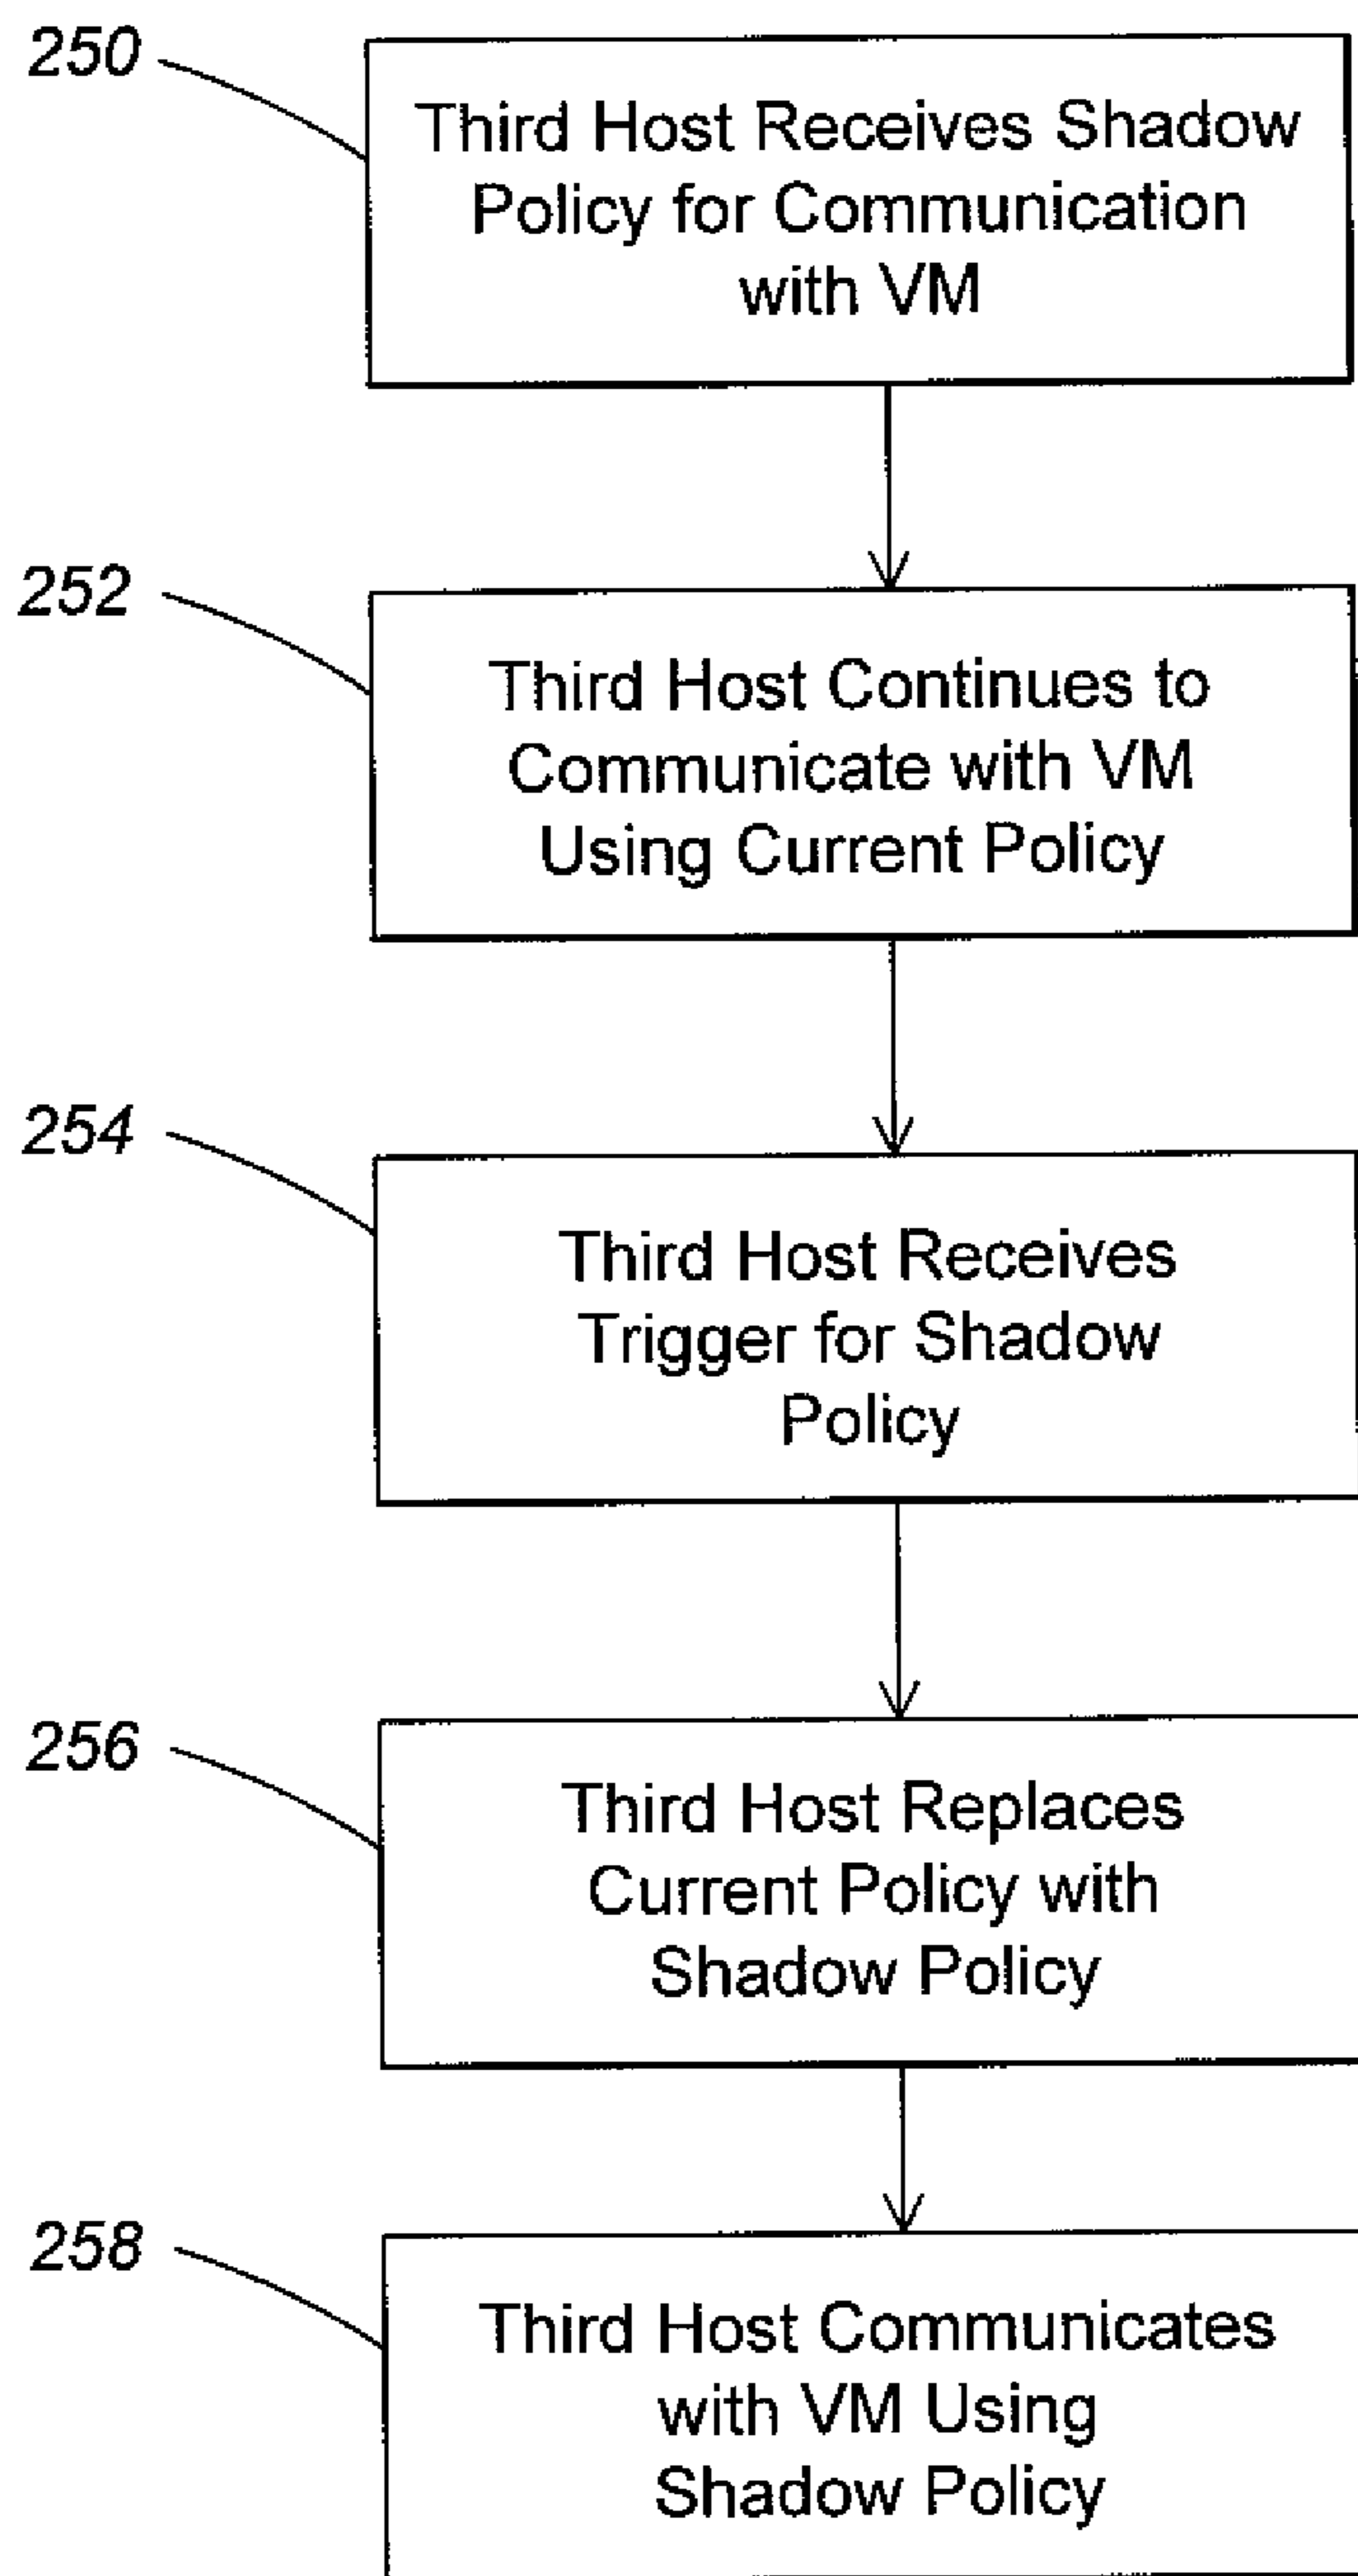 250
Third Host Receives Shadow
Policy for Communication
with VM
252
Third Host Continues to
Communicate with VM
Using Current Policy
254
Third Host Receives
Trigger for Shadow
Policy
256
Third Host Replaces
Current Policy with
Shadow Policy
258
Third Host Communicates
with VM Using
Shadow Policy